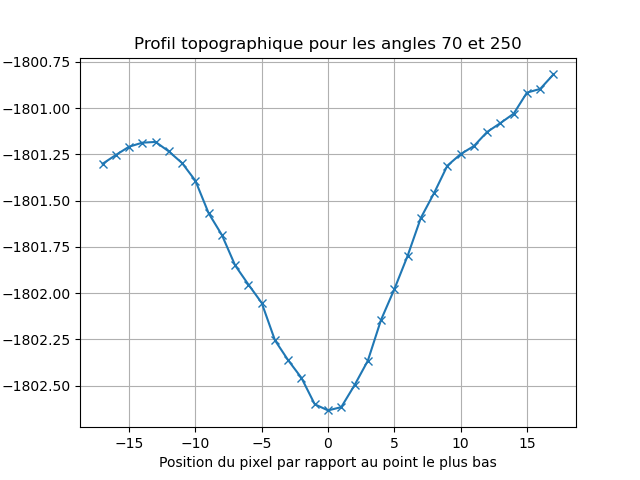 Profil topographique pour les angles 70 et 250
−1800.75
−1801.00
−1801.25
−1801.50
−1801.75
−1802.00
−1802.25
−1802.50
−15 −10 −5 0 5 10 15
Position du pixel par rapport au point le plus bas